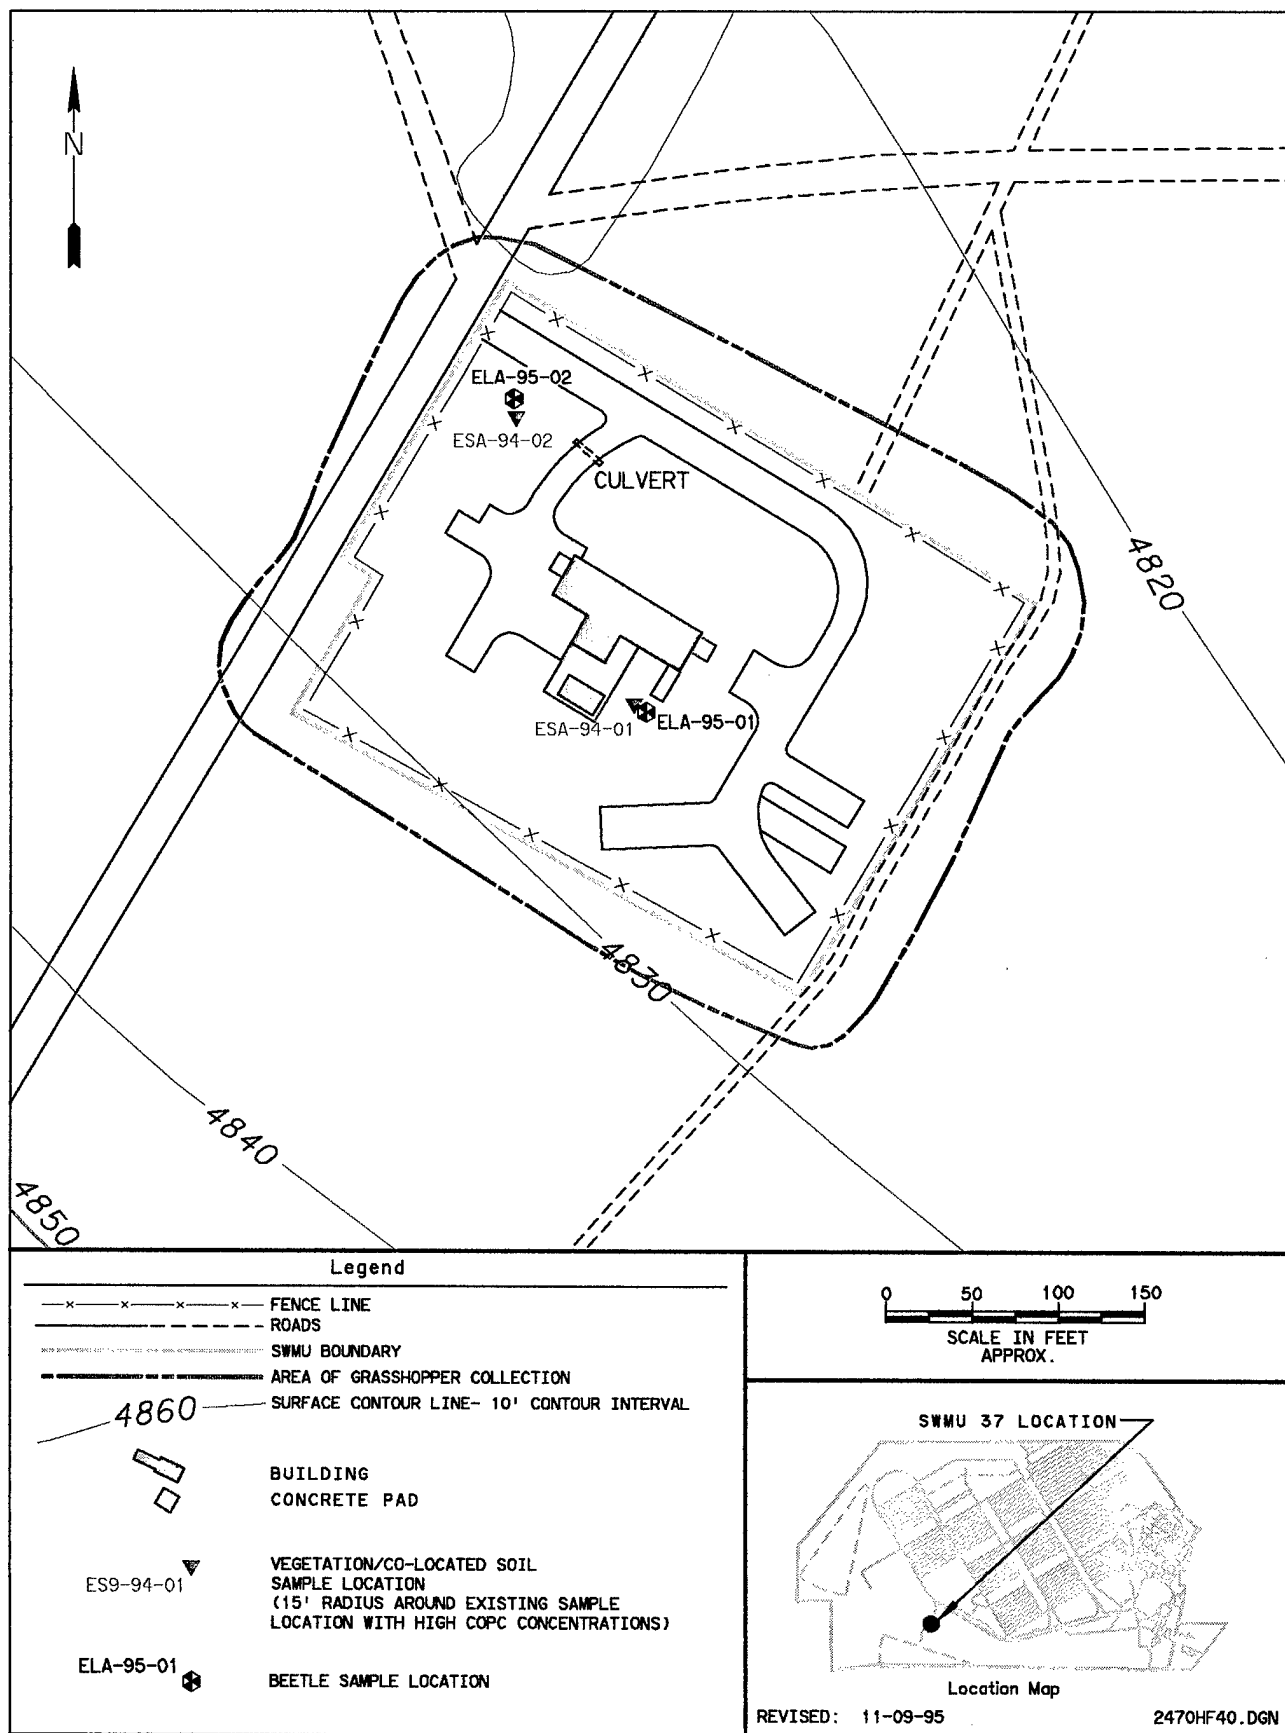 N
ELA-95-02
ESA-94-02
CULVERT
4820
ESA-94-01
ELA-95-01
4830
4840
4850
Legend
FENCE LINE
ROADS
SWMU BOUNDARY
AREA OF GRASSHOPPER COLLECTION
4860
SURFACE CONTOUR LINE- 10' CONTOUR INTERVAL
BUILDING
CONCRETE PAD
ES9-94-01
VEGETATION/CO-LOCATED SOIL
SAMPLE LOCATION
(15' RADIUS AROUND EXISTING SAMPLE
LOCATION WITH HIGH COPC CONCENTRATIONS)
ELA-95-01
BEETLE SAMPLE LOCATION
0 50 100 150
SCALE IN FEET
APPROX.
SWMU 37 LOCATION
Location Map
REVISED: 11-09-95
2470HF40.DGN